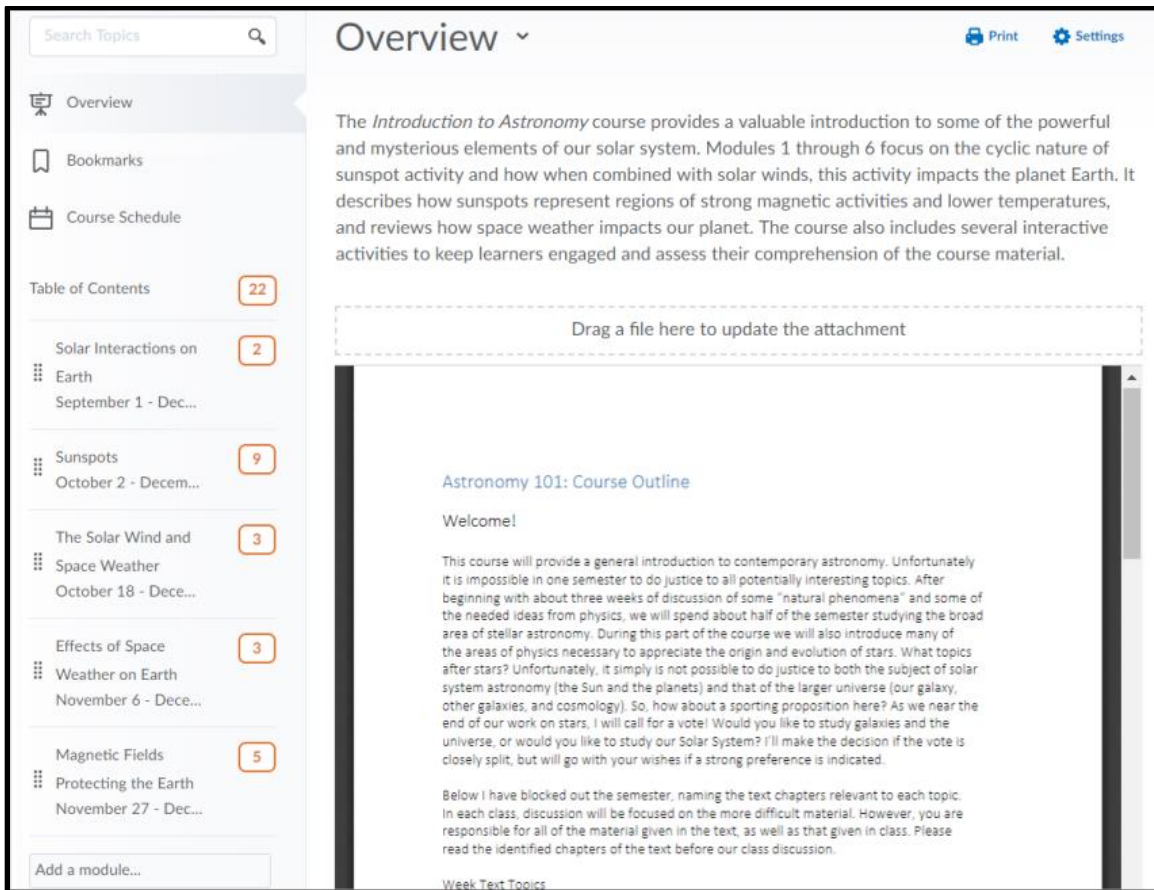 Search Topics
Overview
Bookmarks
Course Schedule
Table of Contents
22
Solar Interactions on
Earth
September 1 - Dec...
2
Sunspots
October 2 - Decem...
9
The Solar Wind and
Space Weather
October 18 - Dece...
3
Effects of Space
Weather on Earth
November 6 - Dece...
3
Magnetic Fields
Protecting the Earth
November 27 - Dec...
5
Add a module...
Overview
Print
Settings
The Introduction to Astronomy course provides a valuable introduction to some of the powerful
and mysterious elements of our solar system. Modules 1 through 6 focus on the cyclic nature of
sunspot activity and how when combined with solar winds, this activity impacts the planet Earth. It
describes how sunspots represent regions of strong magnetic activities and lower temperatures,
and reviews how space weather impacts our planet. The course also includes several interactive
activities to keep learners engaged and assess their comprehension of the course material.
Drag a file here to update the attachment
Astronomy 101: Course Outline
Welcome!
This course will provide a general introduction to contemporary astronomy. Unfortunately
it is impossible in one semester to do justice to all potentially interesting topics. After
beginning with about three weeks of discussion of some "natural phenomena" and some of
the needed ideas from physics, we will spend about half of the semester studying the broad
area of stellar astronomy. During this part of the course we will also introduce many of
the areas of physics necessary to appreciate the origin and evolution of stars. What topics
after stars? Unfortunately, it simply is not possible to do justice to both the subject of solar
system astronomy (the Sun and the planets) and that of the larger universe (our galaxy,
other galaxies, and cosmology). So, how about a sporting proposition here? As we near the
end of our work on stars, I will call for a vote! Would you like to study galaxies and the
universe, or would you like to study our Solar System? I'll make the decision if the vote is
closely split, but will go with your wishes if a strong preference is indicated.
Below I have blocked out the semester, naming the text chapters relevant to each topic.
In each class, discussion will be focused on the more difficult material. However, you are
responsible for all of the material given in the text, as well as that given in class. Please
read the identified chapters of the text before our class discussion.
Week Text Topics